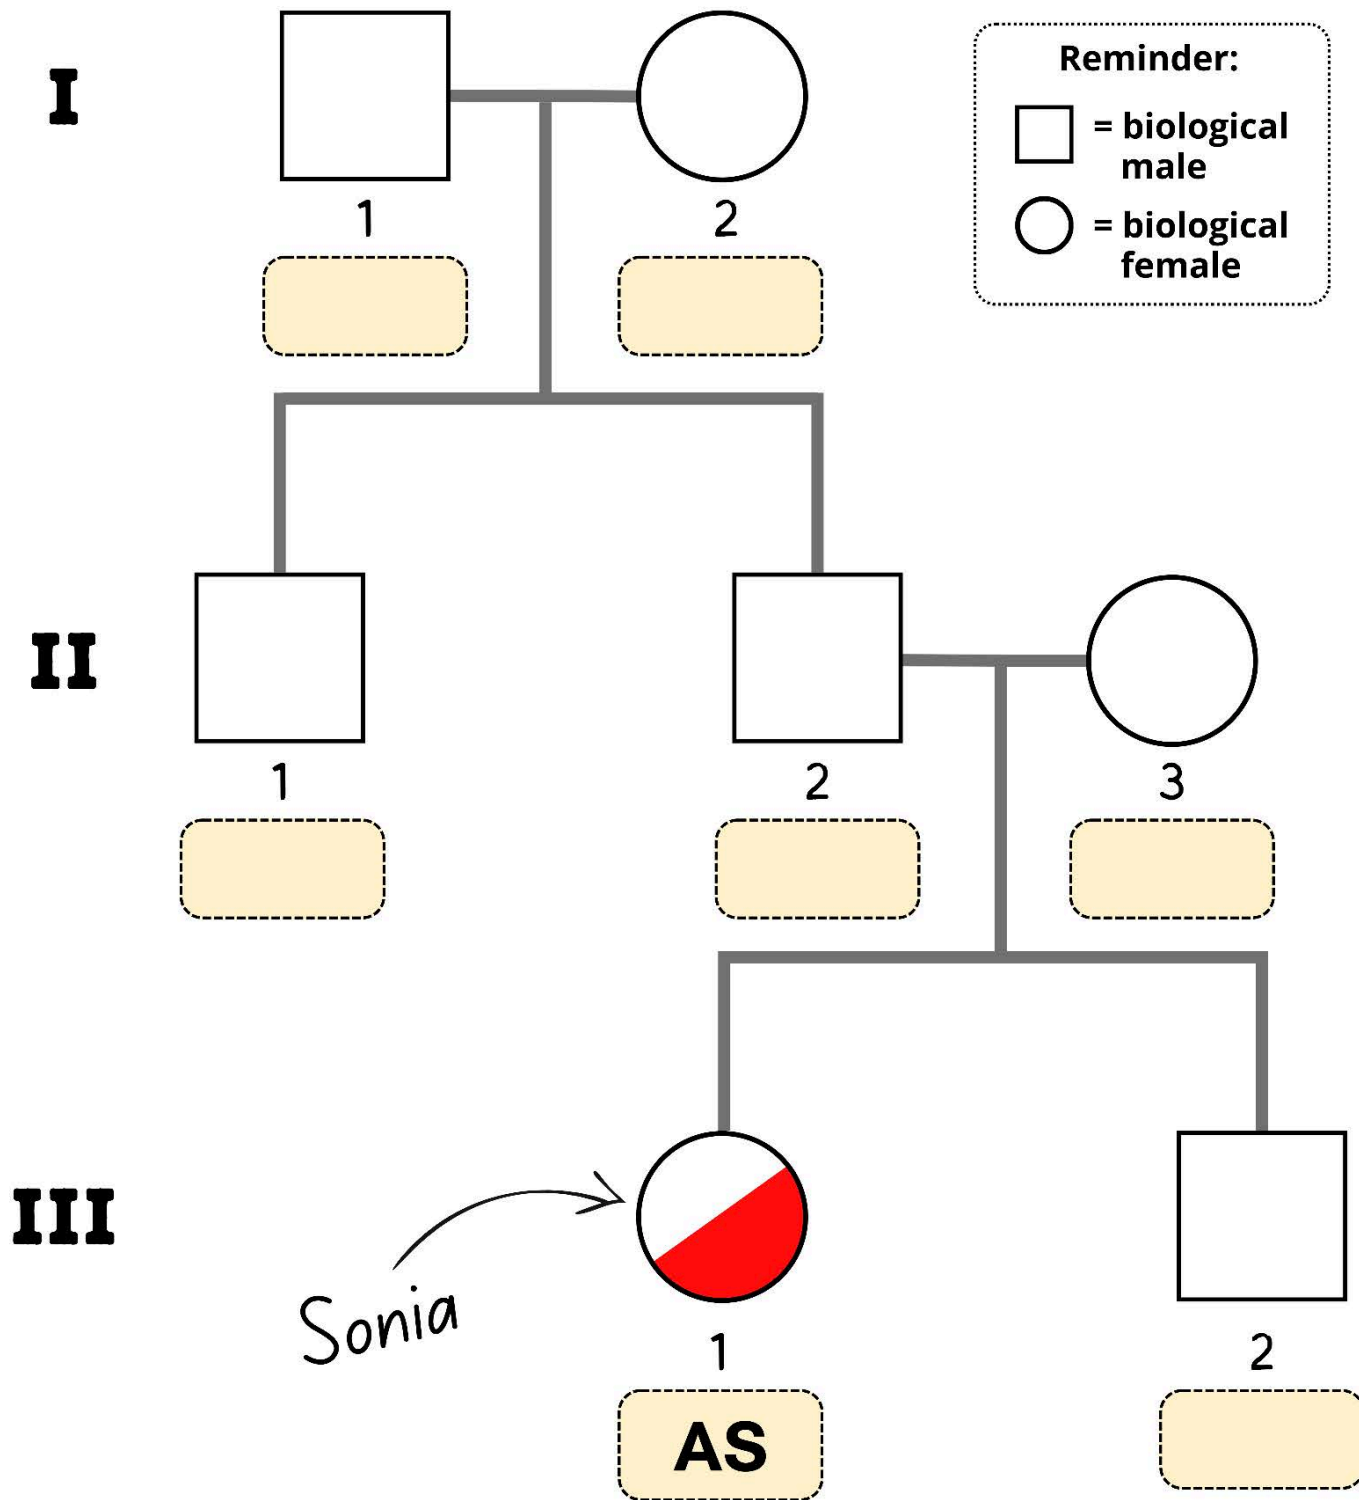 I
1
2
Reminder:
= biological
male
= biological
female
II
1
2
3
III
Sonia
1
2
AS